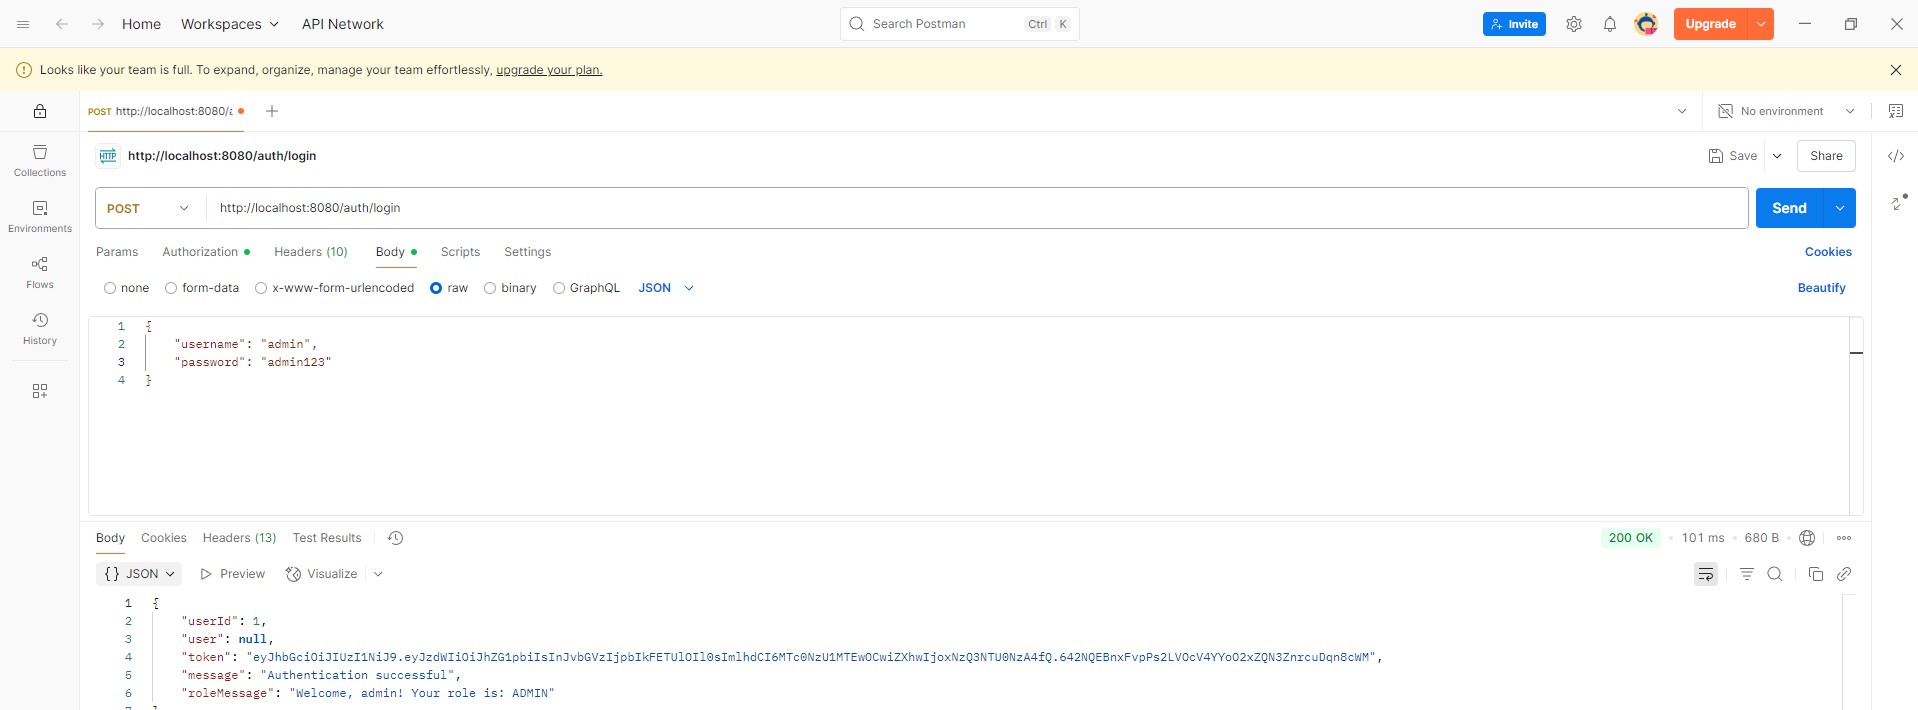 Home Workspaces API Network Search Postman Ctrl K Invite Upgrade
Looks like your team is full. To expand, organize, manage your team effortlessly, upgrade your plan.
POST http://localhost:8080/a No environment
HTTP http://localhost:8080/auth/login Save Share
Collections
POST http://localhost:8080/auth/login Send
Environments
Params Authorization Headers (10) Body Scripts Settings Cookies
Flows
none form-data x-www-form-urlencoded raw binary GraphQL JSON Beautify
History
1 {
2 "username": "admin",
3 "password": "admin123"
4 }
Body Cookies Headers (13) Test Results 200 OK 101 ms 680 B
{} JSON Preview Visualize
1 {
2 "userId": 1,
3 "user": null,
4 "token": "eyJhbGciOiJIUzI1NiJ9.eyJzdWIiOiJhZG1pbiIsInJvbGVzIjpbIkFETUlOIl0sImlhdCI6MTc0NzU1MTEwOCwiZXhwIjoxNzQ3NTU0NzA4fQ.642NQEBnxFvpPs2LVOcV4YYoO2xZQN3ZnrcuDqn8cWM",
5 "message": "Authentication successful",
6 "roleMessage": "Welcome, admin! Your role is: ADMIN"
7 }